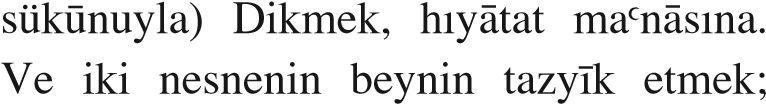 sükūnuyla) Dikmek, hıyātat maʿnāsına.
Ve iki nesnenin beynin tazyīk etmek;